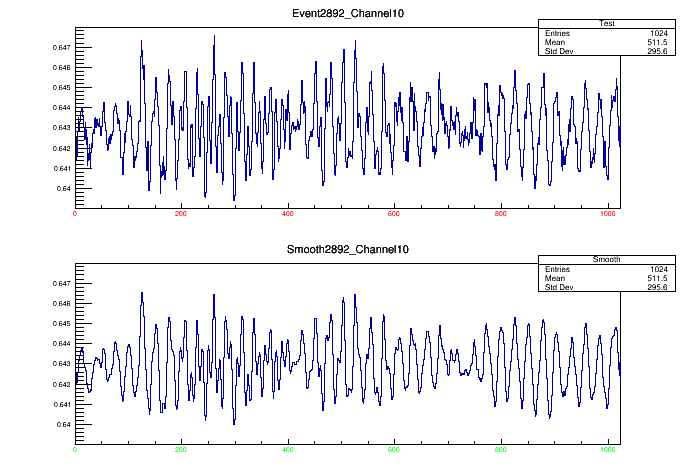 Event2892_Channel10
Test
Entries 1024
Mean 511.5
Std Dev 295.6
0.647
0.646
0.645
0.644
0.643
0.642
0.641
0.64
0 200 400 600 800 1000
Smooth2892_Channel10
Smooth
Entries 1024
Mean 511.5
Std Dev 295.6
0.647
0.646
0.645
0.644
0.643
0.642
0.641
0.64
0 200 400 600 800 1000